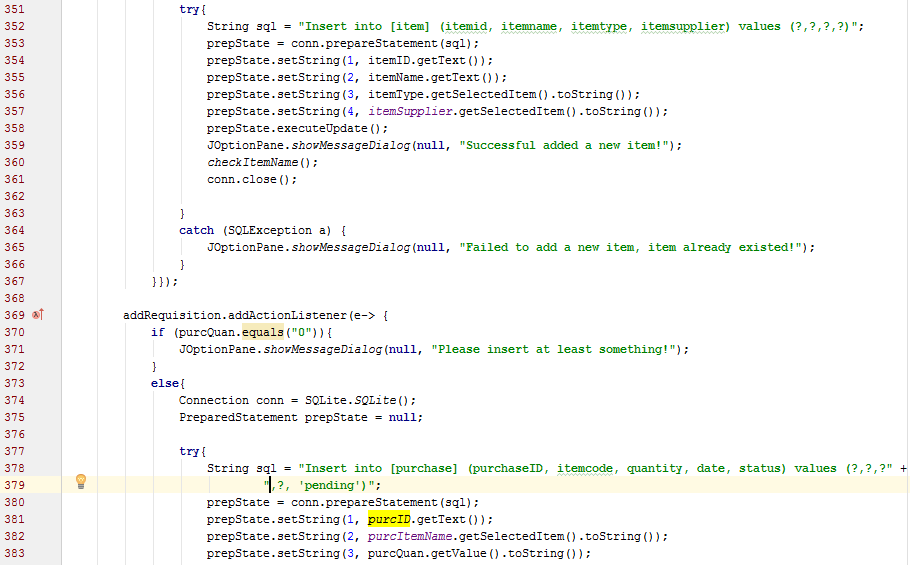 351 try{
352 String sql = "Insert into [item] (itemid, itemname, itemtype, itemsupplier) values (?,?,?,?)";
353 prepState = conn.prepareStatement(sql);
354 prepState.setString(1, itemID.getText());
355 prepState.setString(2, itemName.getText());
356 prepState.setString(3, itemType.getSelectedItem().toString());
357 prepState.setString(4, itemSupplier.getSelectedItem().toString());
358 prepState.executeUpdate();
359 JOptionPane.showMessageDialog(null, "Successful added a new item!");
360 checkItemName();
361 conn.close();
362
363 }
364 catch (SQLException a) {
365 JOptionPane.showMessageDialog(null, "Failed to add a new item, item already existed!");
366 }
367 }});
368
369 addRequisition.addActionListener(e-> {
370 if (purcQuan.equals("0")){
371 JOptionPane.showMessageDialog(null, "Please insert at least something!");
372 }
373 else{
374 Connection conn = SQLite.SQLite();
375 PreparedStatement prepState = null;
376
377 try{
378 String sql = "Insert into [purchase] (purchaseID, itemcode, quantity, date, status) values (?,?,?" +
379 ",?, 'pending')";
380 prepState = conn.prepareStatement(sql);
381 prepState.setString(1, purcID.getText());
382 prepState.setString(2, purcItemName.getSelectedItem().toString());
383 prepState.setString(3, purcQuan.getValue().toString());